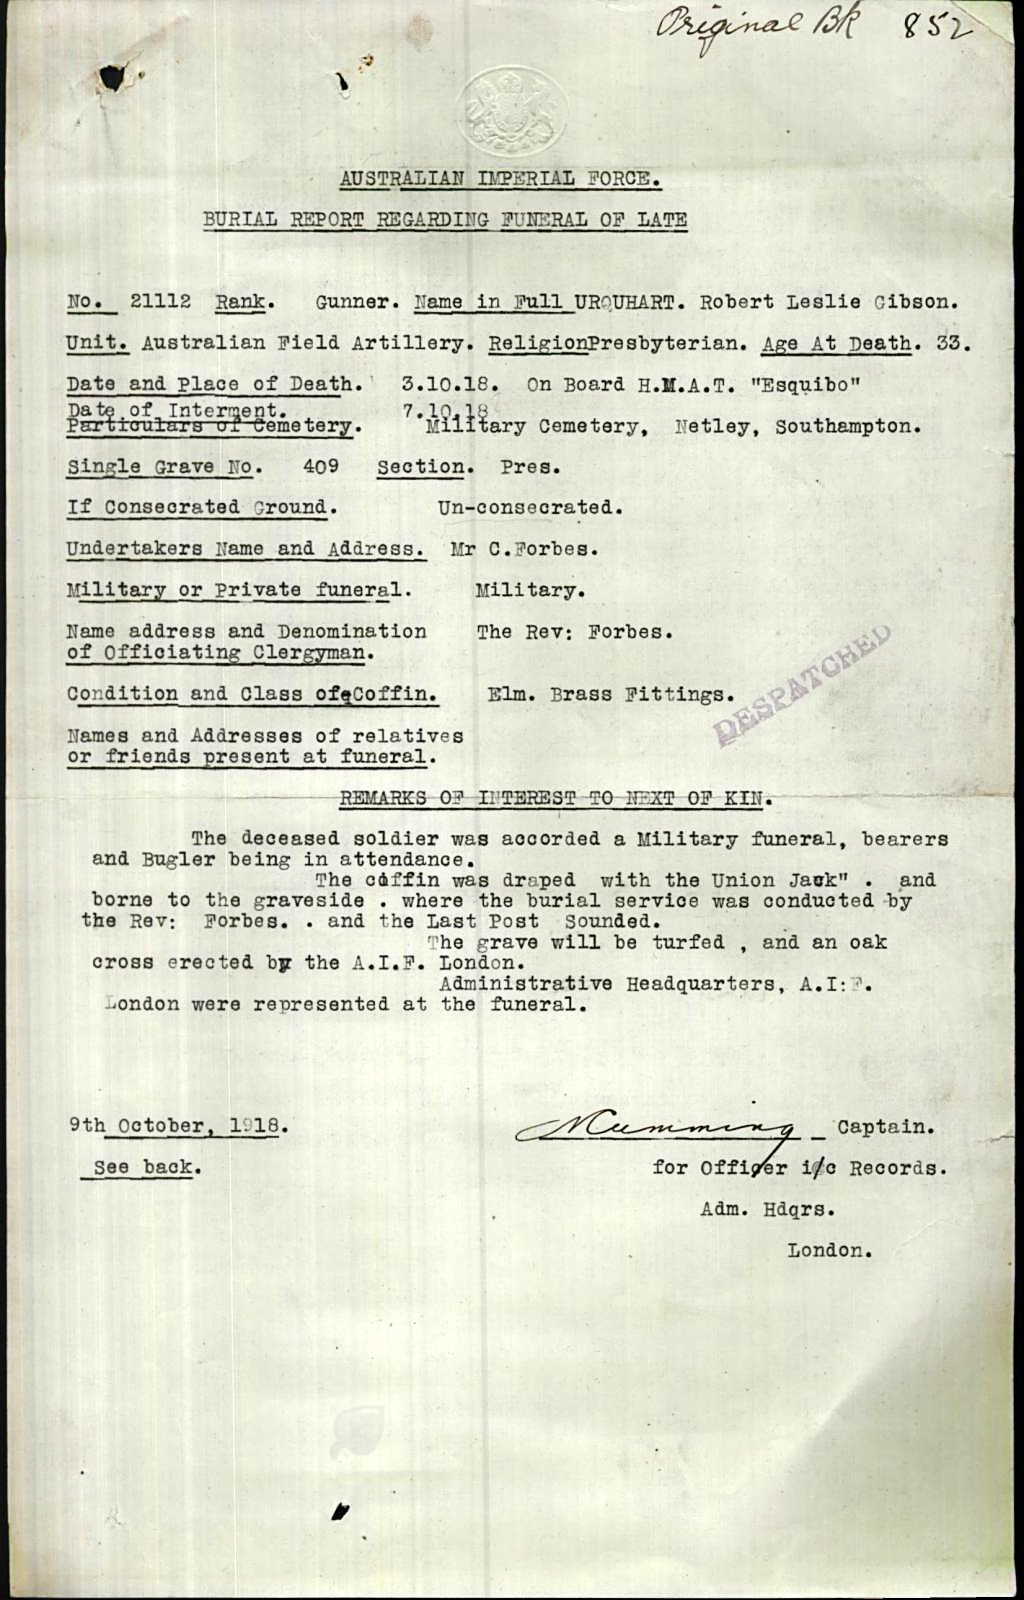 Original Bk 852
AUSTRALIAN IMPERIAL FORCE.
BURIAL REPORT REGARDING FUNERAL OF LATE
No. 21112 Rank. Gunner. Name in Full URQUHART. Robert Leslie Gibson.
Unit. Australian Field Artillery. ReligionPresbyterian. Age At Death. 33.
Date and Place of Death. 3.10.18. On Board H.M.A.T. "Esquibo"
Date of Interment. 7.10.18
Particulars of Cemetery. Military Cemetery, Netley, Southampton.
Single Grave No. 409 Section. Pres.
If Consecrated Ground. Un-consecrated.
Undertakers Name and Address. Mr C.Forbes.
Military or Private funeral. Military.
Name address and Denomination The Rev: Forbes.
of Officiating Clergyman.
Condition and Class of Coffin. Elm. Brass Fittings.
DESPATCHED
Names and Addresses of relatives
or friends present at funeral.
REMARKS OF INTEREST TO NEXT OF KIN.
The deceased soldier was accorded a Military funeral, bearers
and Bugler being in attendance.
The coffin was draped with the Union Jack" . and
borne to the graveside . where the burial service was conducted by
the Rev: Forbes. . and the Last Post Sounded.
The grave will be turfed , and an oak
cross erected by the A.I.F. London.
Administrative Headquarters, A.I:F.
London were represented at the funeral.
9th October, 1918. Captain.
See back. for Officer i/c Records.
Adm. Hdqrs.
London.